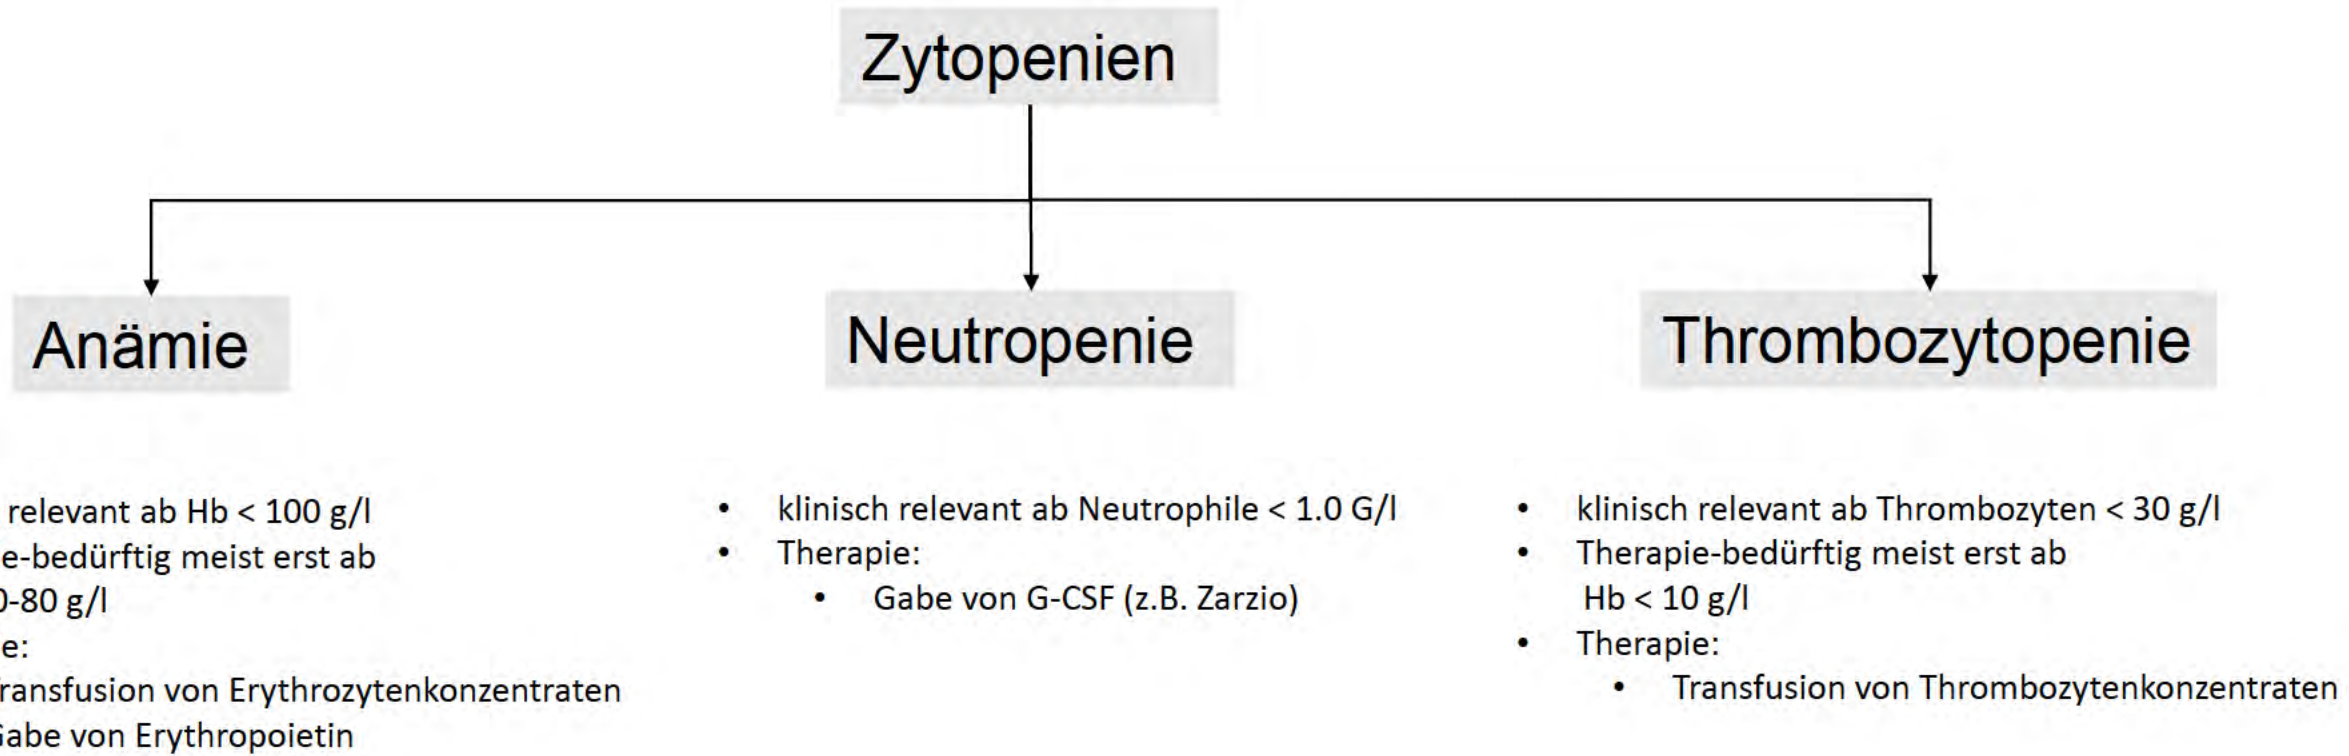 Zytopenien
Anämie
Neutropenie
Thrombozytopenie
relevant ab Hb < 100 g/l
e-bedürftig meist erst ab
0-80 g/l
e:
ransfusion von Erythrozytenkonzentraten
Gabe von Erythropoietin
• klinisch relevant ab Neutrophile < 1.0 G/l
• Therapie:
• Gabe von G-CSF (z.B. Zarzio)
• klinisch relevant ab Thrombozyten < 30 g/l
• Therapie-bedürftig meist erst ab
Hb < 10 g/l
• Therapie:
• Transfusion von Thrombozytenkonzentraten